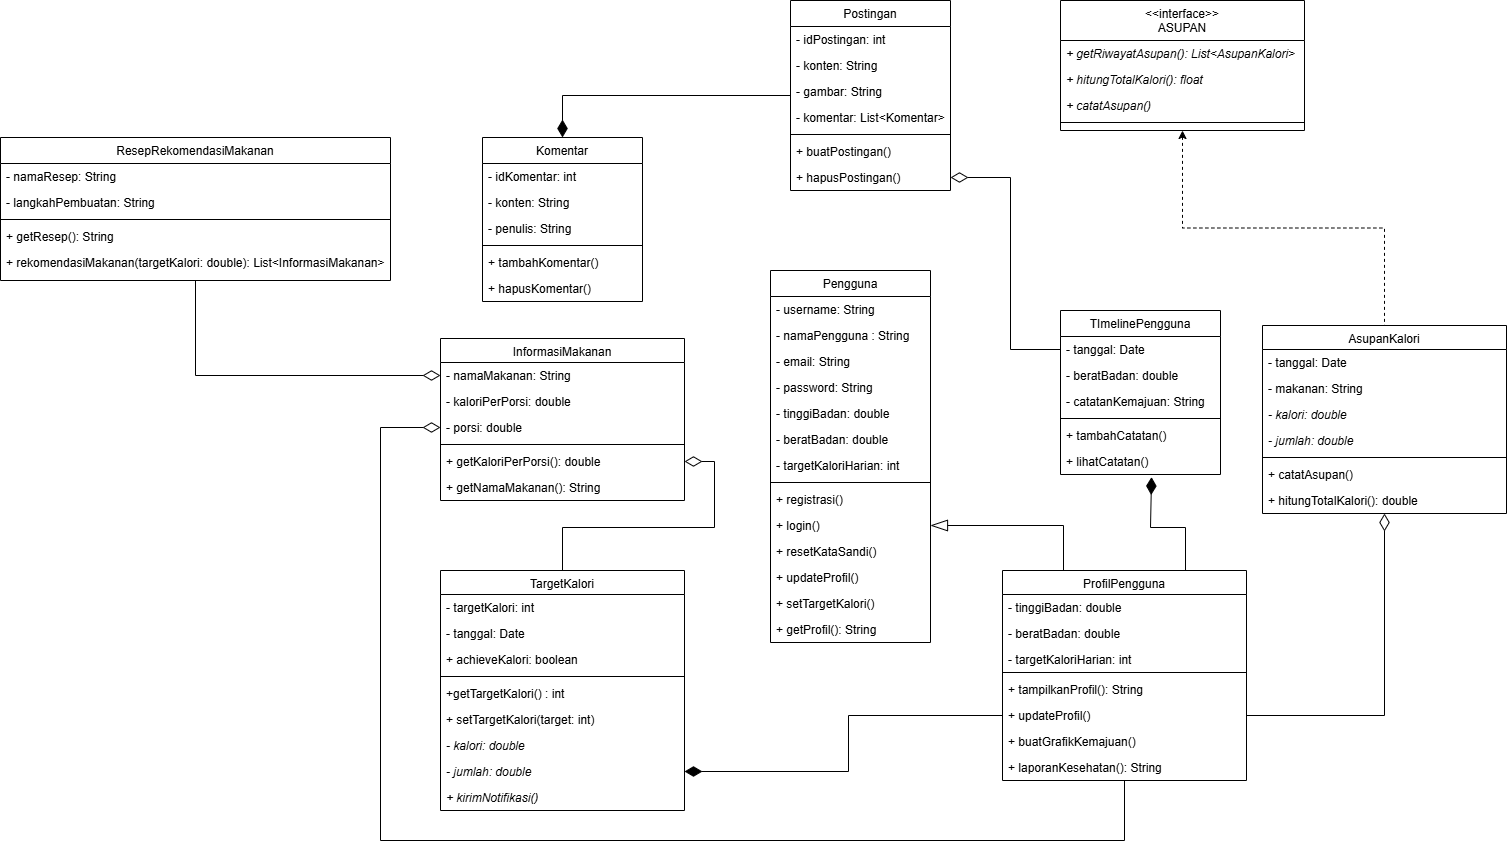 Postingan
- idPostingan: int
- konten: String
- gambar: String
- komentar: List<Komentar>
+ buatPostingan()
+ hapusPostingan()
<<interface>>
ASUPAN
+ getRiwayatAsupan(): List<AsupanKalori>
+ hitungTotalKalori(): float
+ catatAsupan()
ResepRekomendasiMakanan
- namaResep: String
- langkahPembuatan: String
+ getResep(): String
+ rekomendasiMakanan(targetKalori: double): List<InformasiMakanan>
Komentar
- idKomentar: int
- konten: String
- penulis: String
+ tambahKomentar()
+ hapusKomentar()
Pengguna
- username: String
- namaPengguna : String
- email: String
- password: String
- tinggiBadan: double
- beratBadan: double
- targetKaloriHarian: int
+ registrasi()
+ login()
+ resetKataSandi()
+ updateProfil()
+ setTargetKalori()
+ getProfil(): String
TImelinePengguna
- tanggal: Date
- beratBadan: double
- catatanKemajuan: String
+ tambahCatatan()
+ lihatCatatan()
AsupanKalori
- tanggal: Date
- makanan: String
- kalori: double
- jumlah: double
+ catatAsupan()
+ hitungTotalKalori(): double
InformasiMakanan
- namaMakanan: String
- kaloriPerPorsi: double
- porsi: double
+ getKaloriPerPorsi(): double
+ getNamaMakanan(): String
TargetKalori
- targetKalori: int
- tanggal: Date
+ achieveKalori: boolean
+getTargetKalori() : int
+ setTargetKalori(target: int)
- kalori: double
- jumlah: double
+ kirimNotifikasi()
ProfilPengguna
- tinggiBadan: double
- beratBadan: double
- targetKaloriHarian: int
+ tampilkanProfil(): String
+ updateProfil()
+ buatGrafikKemajuan()
+ laporanKesehatan(): String